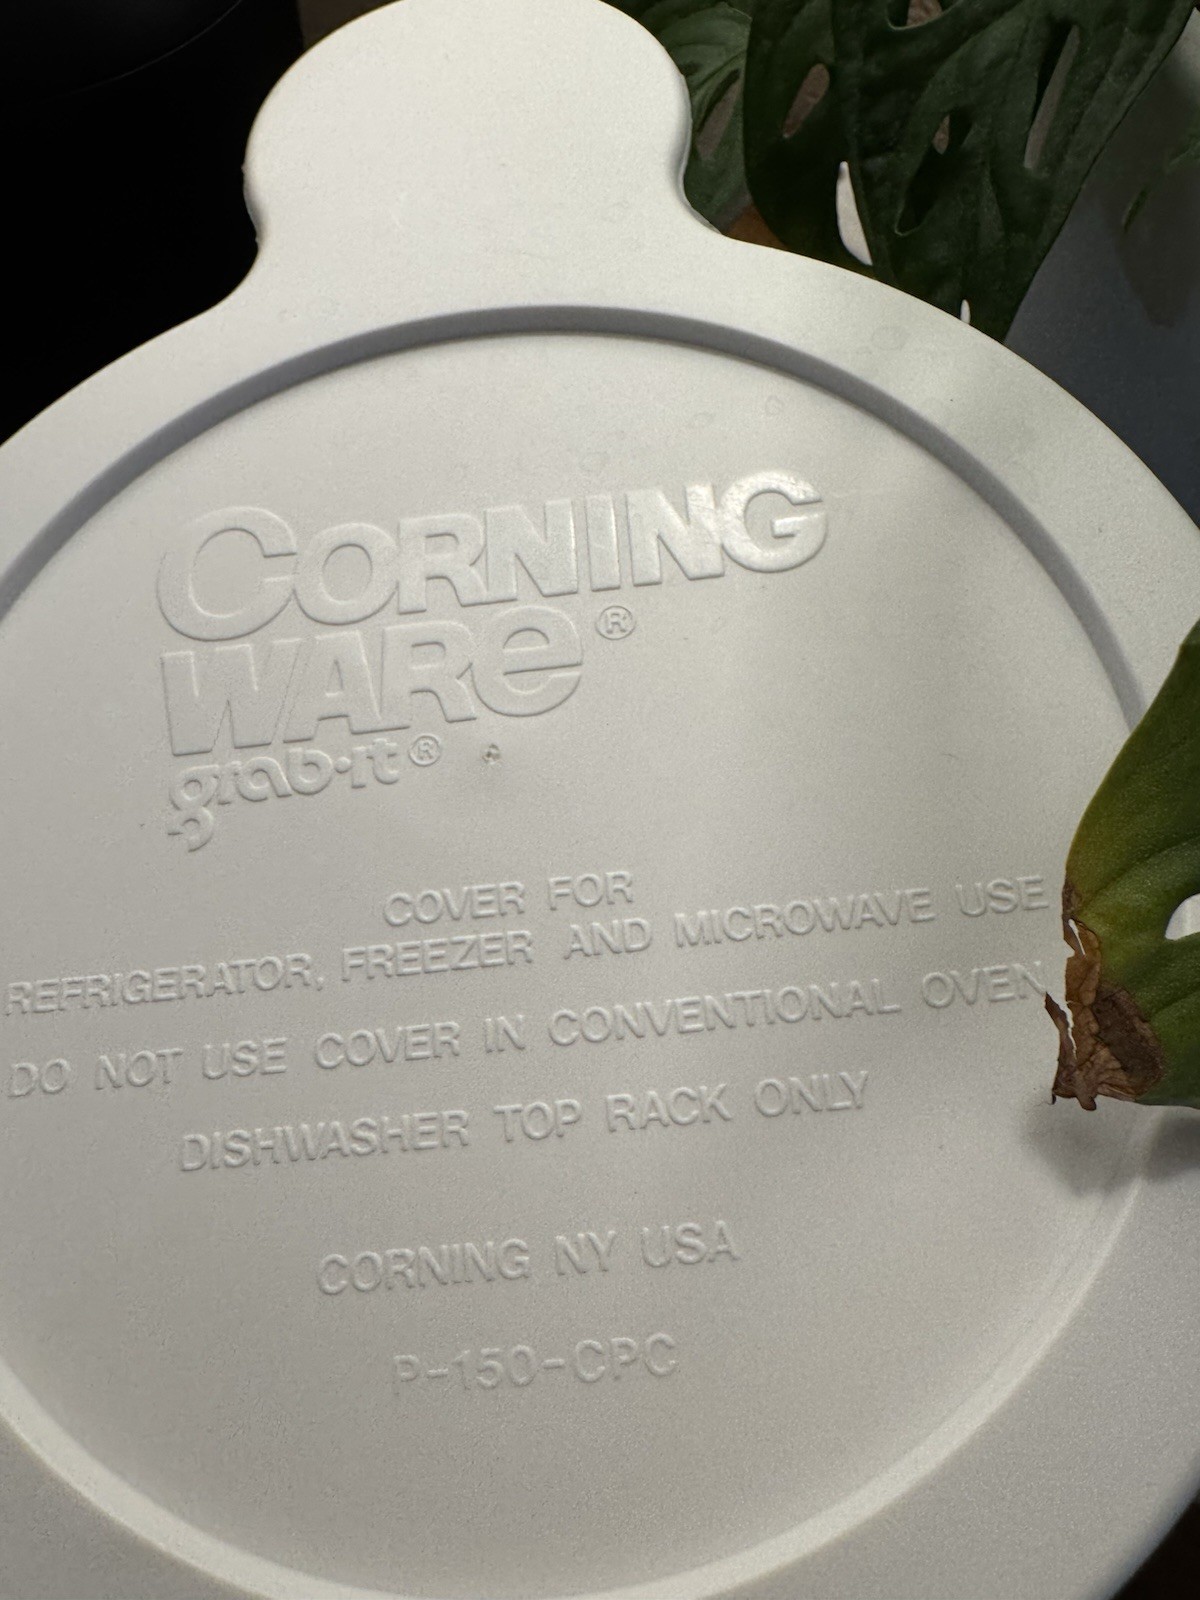 CORNING
WARe®
grab·it®
COVER FOR
REFRIGERATOR, FREEZER AND MICROWAVE USE
DO NOT USE COVER IN CONVENTIONAL OVEN
DISHWASHER TOP RACK ONLY
CORNING NY USA
P-150-CPC